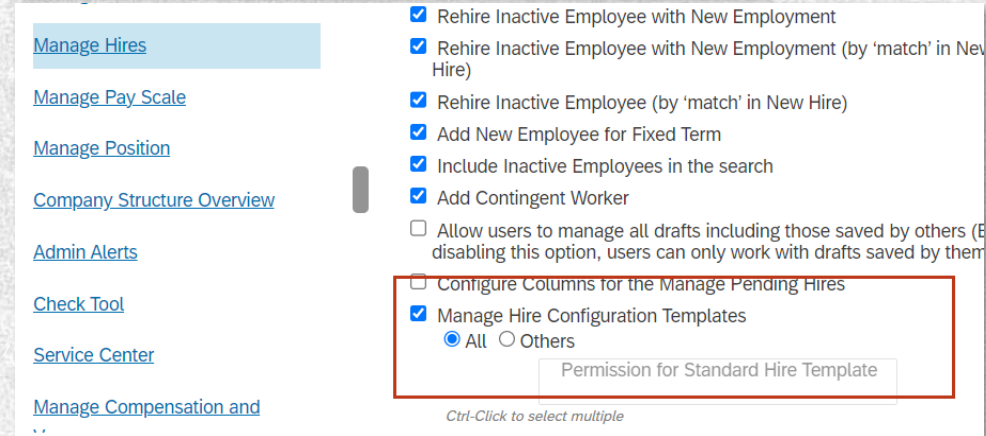 Manage Hires
Manage Pay Scale
Manage Position
Company Structure Overview
Admin Alerts
Check Tool
Service Center
Manage Compensation and
Rehire Inactive Employee with New Employment
Rehire Inactive Employee with New Employment (by ‘match’ in New
Hire)
Rehire Inactive Employee (by ‘match’ in New Hire)
Add New Employee for Fixed Term
Include Inactive Employees in the search
Add Contingent Worker
Allow users to manage all drafts including those saved by others (
disabling this option, users can only work with drafts saved by them
Configure Columns for the Manage Pending Hires
Manage Hire Configuration Templates
All Others
Permission for Standard Hire Template
Ctrl-Click to select multiple